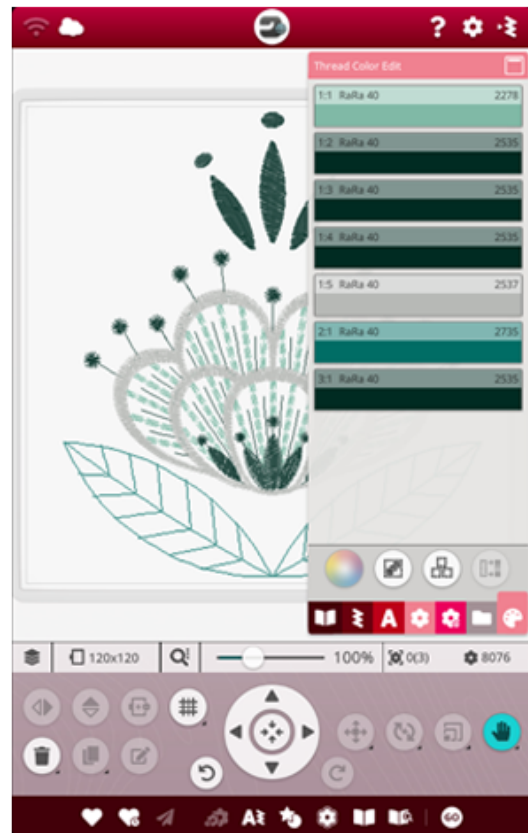 ?
Thread Color Edit
1:1 RaRa 40 2278
1:2 RaRa 40 2535
1:3 RaRa 40 2535
1:4 RaRa 40 2535
1:5 RaRa 40 2537
2:1 RaRa 40 2735
3:1 RaRa 40 2535
A
120x120 100% 0(3) 8076
A GO